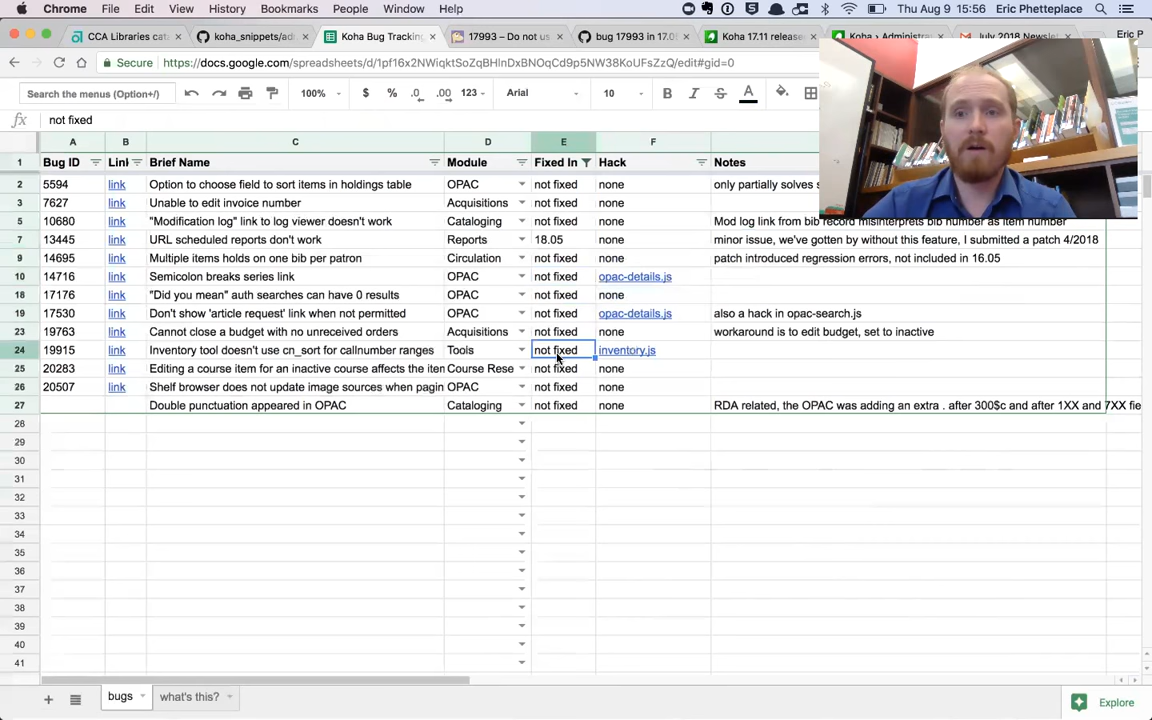 Chrome File Edit View History Bookmarks People Window Help Thu Aug 9 15:56 Eric Phetteplace
CCA Libraries cat koha_snippets/ad Koha Bug Tracking 17993 – Do not us bug 17993 in 17.05 Koha 17.11 release Koha › Administra July 2018 Newslet Eric P
Secure https://docs.google.com/spreadsheets/d/1pf16x2NWiqktSoZqBHlnDxBNOqCd9p5NW38KoUFsZzQ/edit#gid=0
Search the menus (Option+/) 100% $ % .0 .00 123 Arial 10 B I S A
fx not fixed
A B C D E F
1 Bug ID Link Brief Name Module Fixed In Hack Notes
2 5594 link Option to choose field to sort items in holdings table OPAC not fixed none only partially solves
3 7627 link Unable to edit invoice number Acquisitions not fixed none
5 10680 link "Modification log" link to log viewer doesn't work Cataloging not fixed none Mod log link from bib record misinterprets bib number as item number
7 13445 link URL scheduled reports don't work Reports 18.05 none minor issue, we've gotten by without this feature, I submitted a patch 4/2018
9 14695 link Multiple items holds on one bib per patron Circulation not fixed none patch introduced regression errors, not included in 16.05
10 14716 link Semicolon breaks series link OPAC not fixed opac-details.js
18 17176 link "Did you mean" auth searches can have 0 results OPAC not fixed none
19 17530 link Don't show 'article request' link when not permitted OPAC not fixed opac-details.js also a hack in opac-search.js
23 19763 link Cannot close a budget with no unreceived orders Acquisitions not fixed none workaround is to edit budget, set to inactive
24 19915 link Inventory tool doesn't use cn_sort for callnumber ranges Tools not fixed inventory.js
25 20283 link Editing a course item for an inactive course affects the iten Course Rese not fixed none
26 20507 link Shelf browser does not update image sources when pagin OPAC not fixed none
27 Double punctuation appeared in OPAC Cataloging not fixed none RDA related, the OPAC was adding an extra . after 300$c and after 1XX and 7XX fie
28
29
30
31
32
33
34
35
36
37
38
39
40
41
bugs what's this? Explore